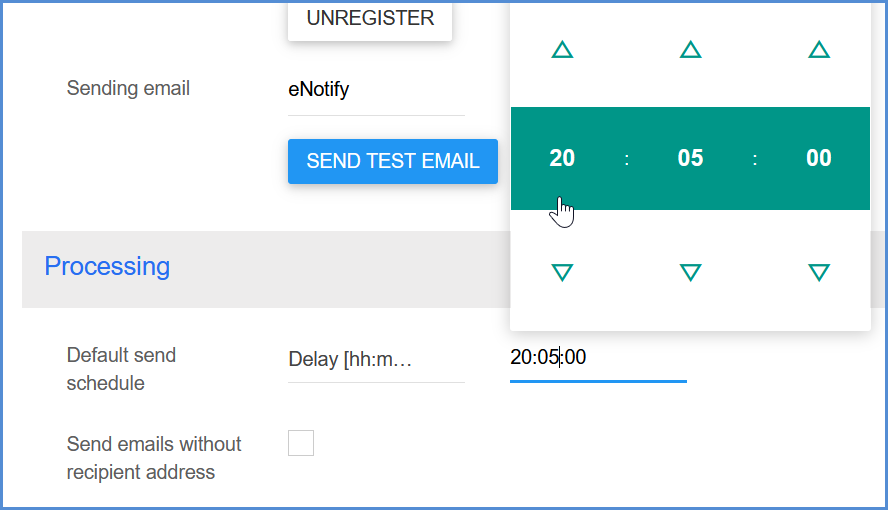 UNREGISTER
Sending email
eNotify
SEND TEST EMAIL
20 : 05 : 00
Processing
Default send
schedule
Delay [hh:m…
20:05:00
Send emails without
recipient address